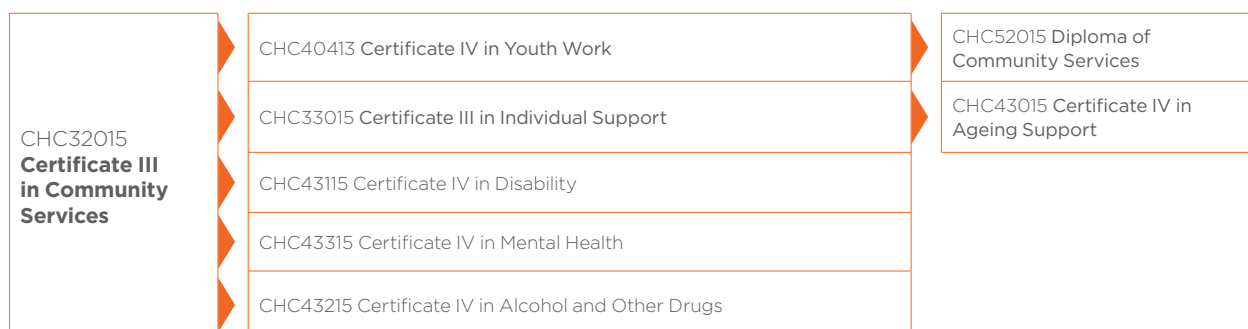 CHC32015
Certificate III
in Community
Services
CHC40413 Certificate IV in Youth Work
CHC33015 Certificate III in Individual Support
CHC43115 Certificate IV in Disability
CHC43315 Certificate IV in Mental Health
CHC43215 Certificate IV in Alcohol and Other Drugs
CHC52015 Diploma of
Community Services
CHC43015 Certificate IV in
Ageing Support